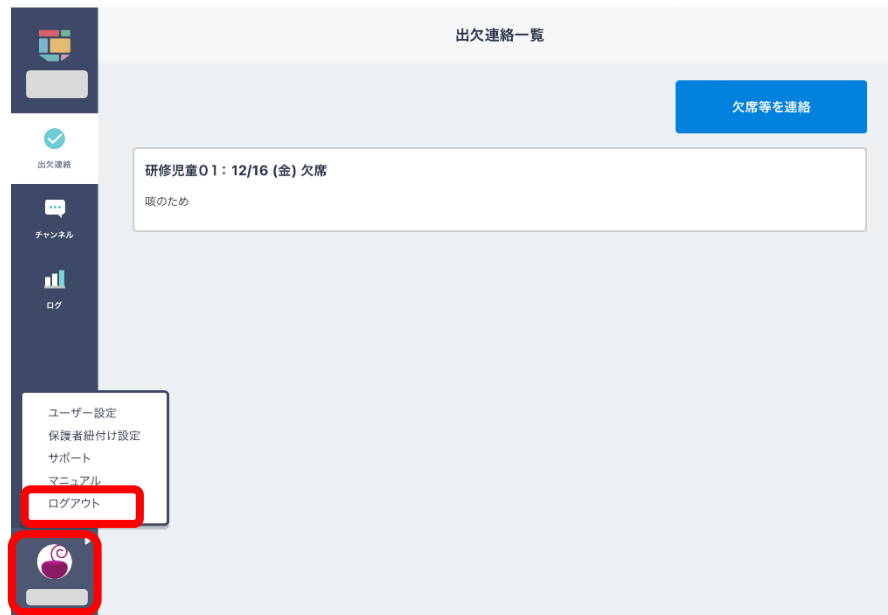 出欠連絡一覧
欠席等を連絡
出欠連絡
研修児童01：12/16 (金) 欠席
咳のため
チャンネル
ログ
ユーザー設定
保護者紐付け設定
サポート
マニュアル
ログアウト